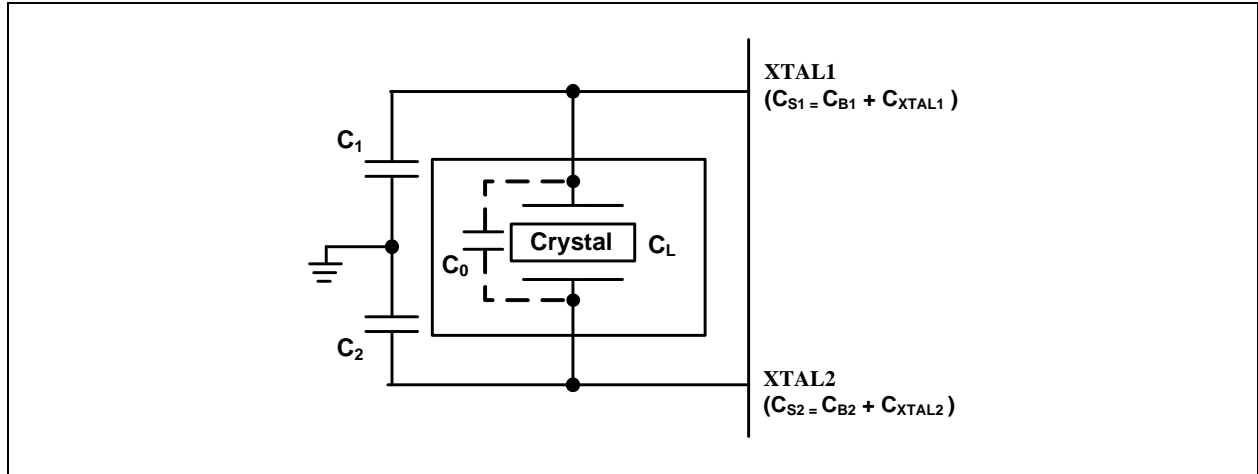 XTAL1
(CS1 = CB1 + CXTAL1 )
C1
Crystal
CL
C0
C2
XTAL2
(CS2 = CB2 + CXTAL2 )